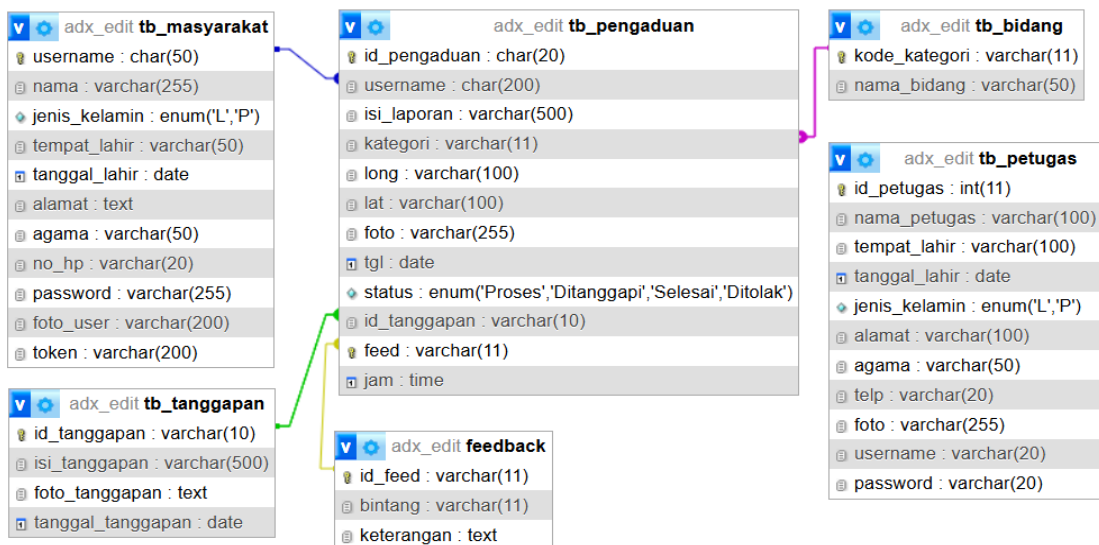 v adx_edit tb_masyarakat
username : char(50)
nama : varchar(255)
jenis_kelamin : enum('L','P')
tempat_lahir : varchar(50)
tanggal_lahir : date
alamat : text
agama : varchar(50)
no_hp : varchar(20)
password : varchar(255)
foto_user : varchar(200)
token : varchar(200)
v adx_edit tb_tanggapan
id_tanggapan : varchar(10)
isi_tanggapan : varchar(500)
foto_tanggapan : text
tanggal_tanggapan : date
v adx_edit tb_pengaduan
id_pengaduan : char(20)
username : char(200)
isi_laporan : varchar(500)
kategori : varchar(11)
long : varchar(100)
lat : varchar(100)
foto : varchar(255)
tgl : date
status : enum('Proses','Ditanggapi','Selesai','Ditolak')
id_tanggapan : varchar(10)
feed : varchar(11)
jam : time
v adx_edit feedback
id_feed : varchar(11)
bintang : varchar(11)
keterangan : text
v adx_edit tb_bidang
kode_kategori : varchar(11)
nama_bidang : varchar(50)
v adx_edit tb_petugas
id_petugas : int(11)
nama_petugas : varchar(100)
tempat_lahir : varchar(100)
tanggal_lahir : date
jenis_kelamin : enum('L','P')
alamat : varchar(100)
agama : varchar(50)
telp : varchar(20)
foto : varchar(255)
username : varchar(20)
password : varchar(20)